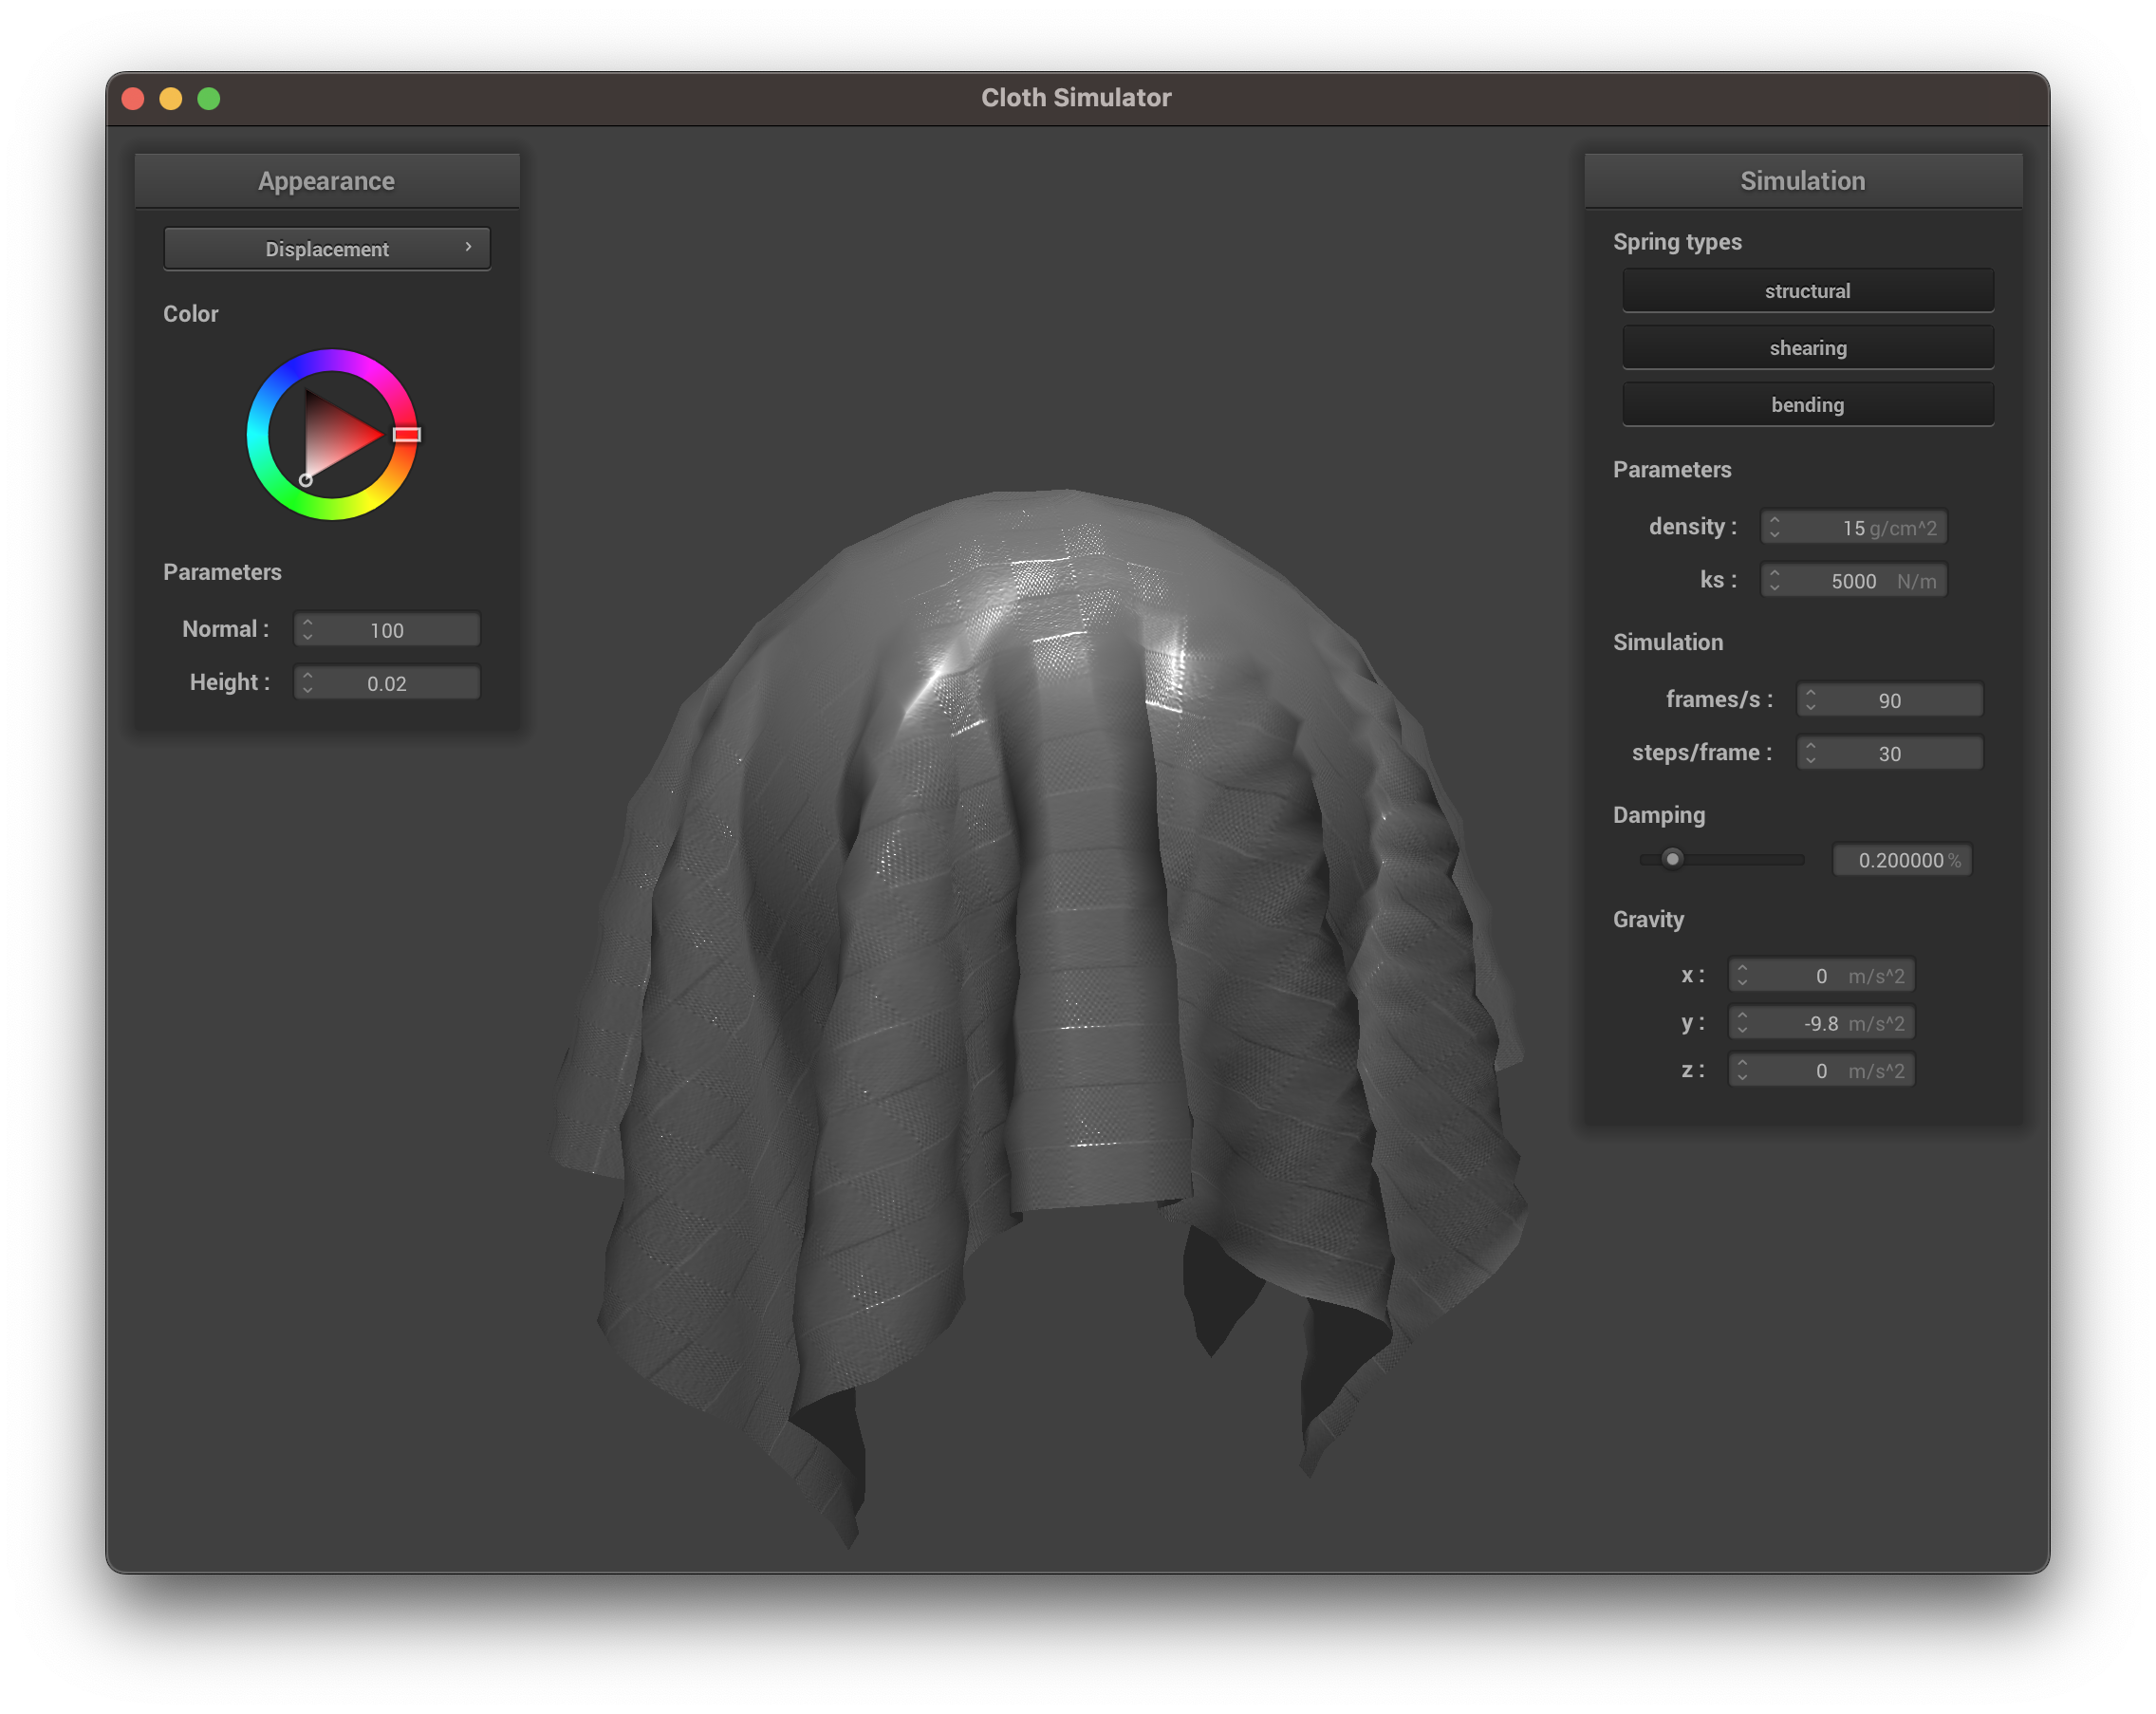 Cloth Simulator
Appearance
Displacement
Color
Parameters
Normal : 100
Height : 0.02
Simulation
Spring types
structural
shearing
bending
Parameters
density : 15 g/cm^2
ks : 5000 N/m
Simulation
frames/s : 90
steps/frame : 30
Damping
0.200000 %
Gravity
x : 0 m/s^2
y : -9.8 m/s^2
z : 0 m/s^2